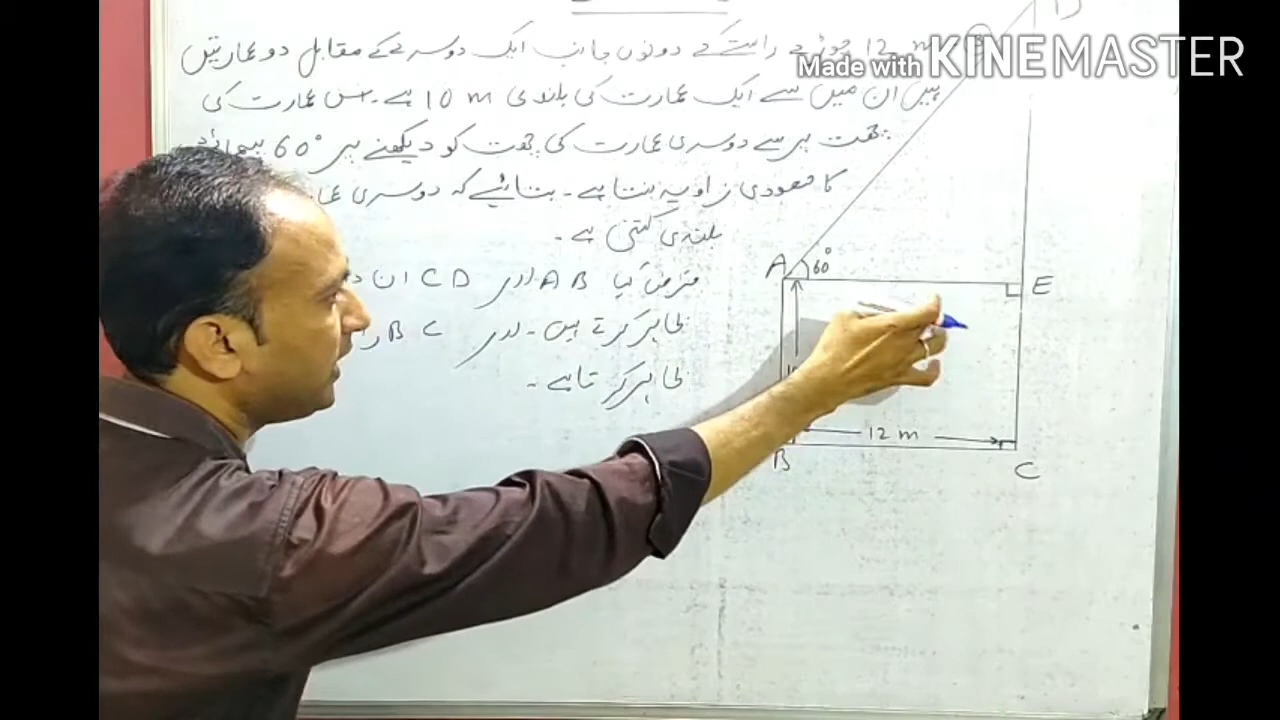 12 m چوڑے راستے کے دونوں جانب ایک دوسرے کے مقابل دو عمارتیں
ہیں ان میں سے ایک عمارت کی بلندی 10 m ہے۔ اس عمارت کی
چھت پر سے دوسری عمارت کی چھت کو دیکھنے پر 60°
کا صعودی زاویہ بنتا ہے۔ بتائیے کہ دوسری
بلندی کتنی ہے۔
فرض کیا AB اور CD ان
ظاہر کرتے ہیں۔ اور BC
ظاہر کرتا ہے۔
Made with KINEMASTER
D
A
60°
E
12 m
B
C